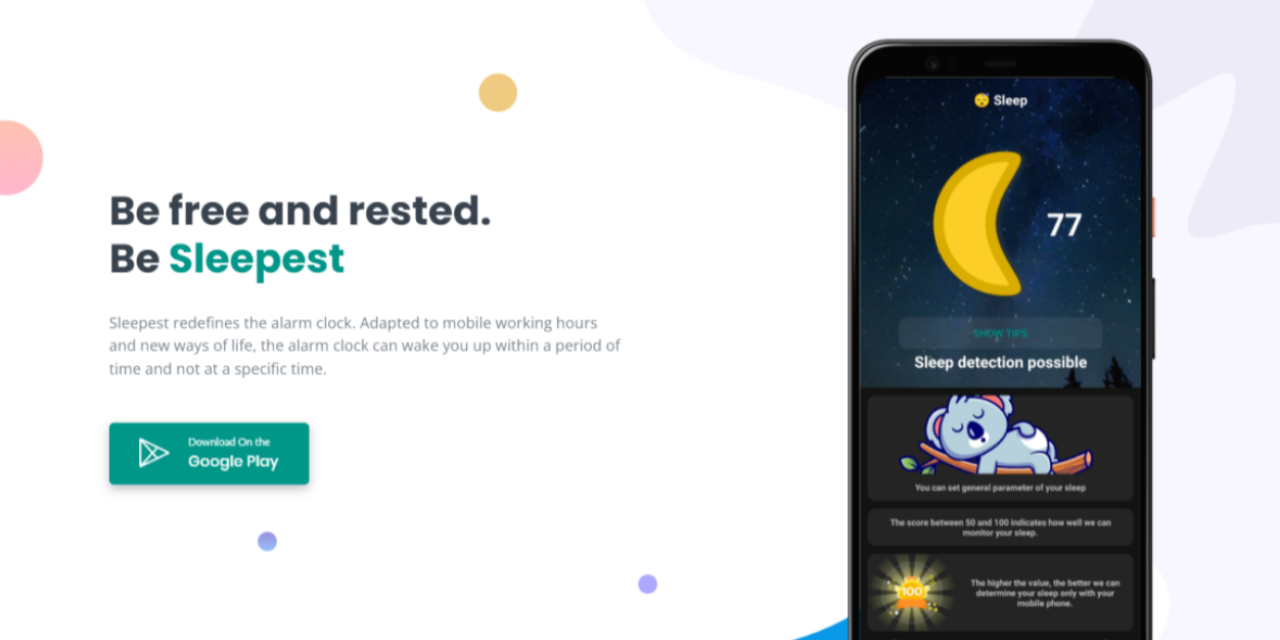 Be free and rested.
Be Sleepest
Sleepest redefines the alarm clock. Adapted to mobile working hours
and new ways of life, the alarm clock can wake you up within a period of
time and not at a specific time.
Download On the
Google Play
Sleep
77
SHOW TIPS
Sleep detection possible
You can set general parameter of your sleep
The score between 50 and 100 indicates how well we can
monitor your sleep.
100
The higher the value, the better we can
determine your sleep only with your
mobile phone.